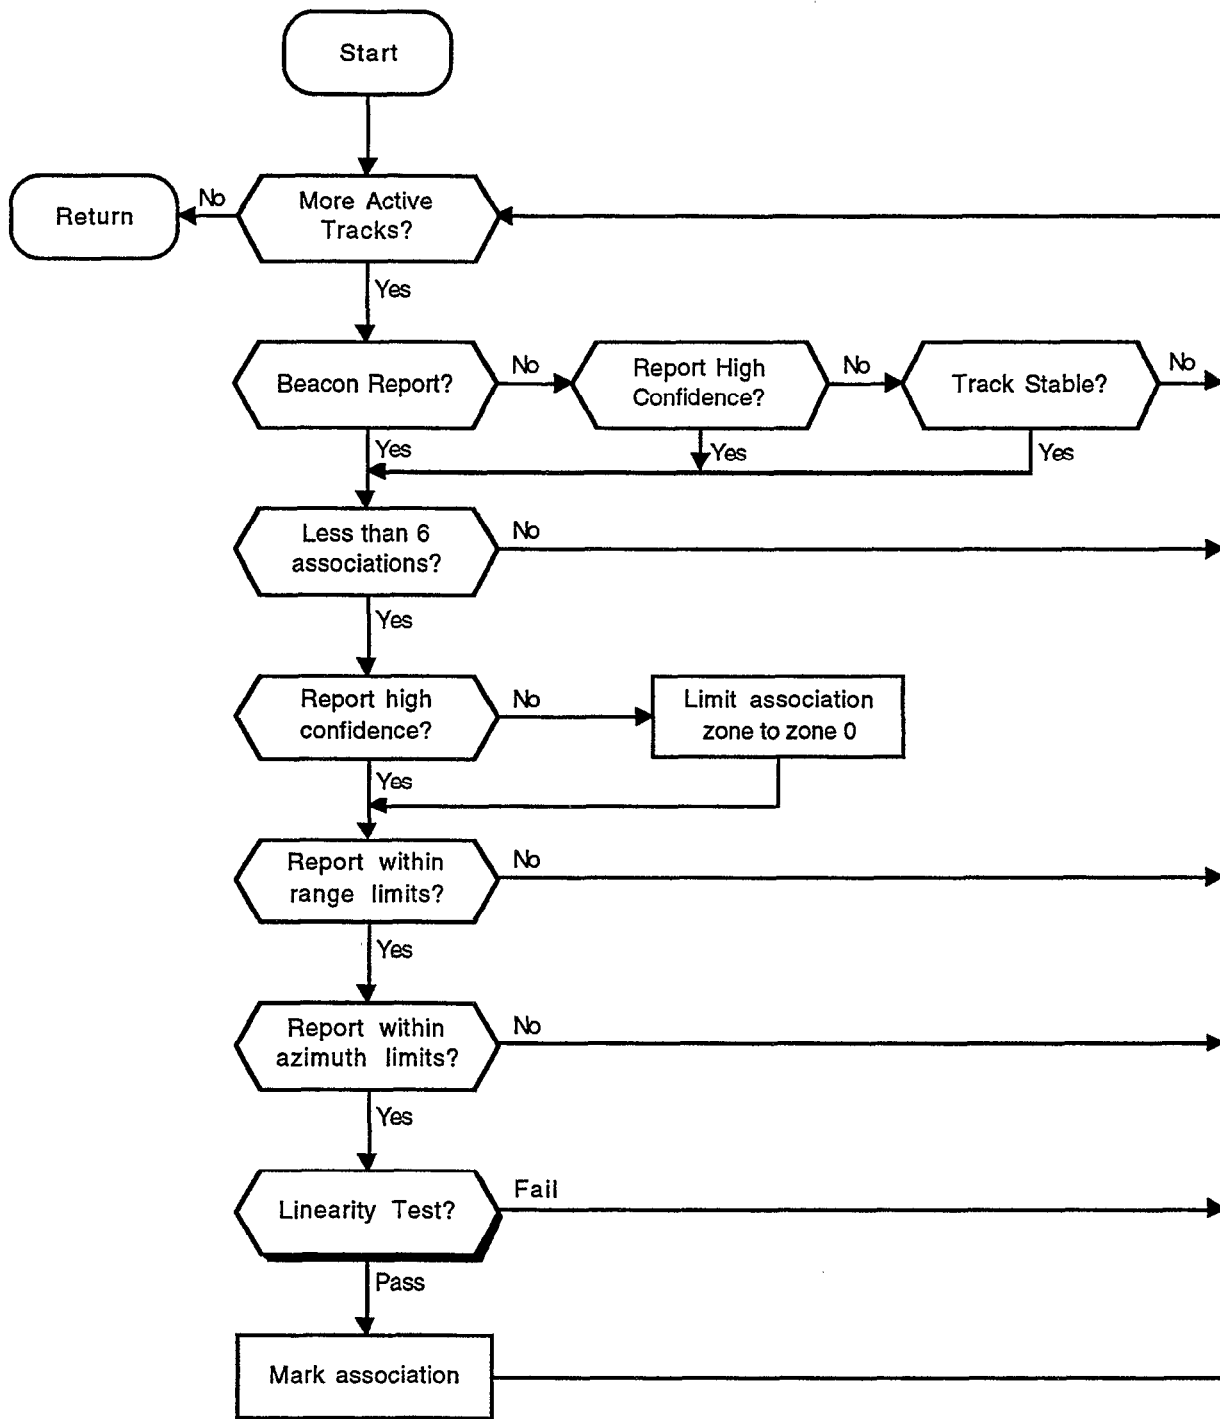 Start
Return
No
More Active
Tracks?
Yes
Beacon Report?
No
Report High
Confidence?
No
Track Stable?
No
Yes
Yes
Yes
Less than 6
associations?
No
Yes
Report high
confidence?
No
Limit association
zone to zone 0
Yes
Report within
range limits?
No
Yes
Report within
azimuth limits?
No
Yes
Linearity Test?
Fail
Pass
Mark association